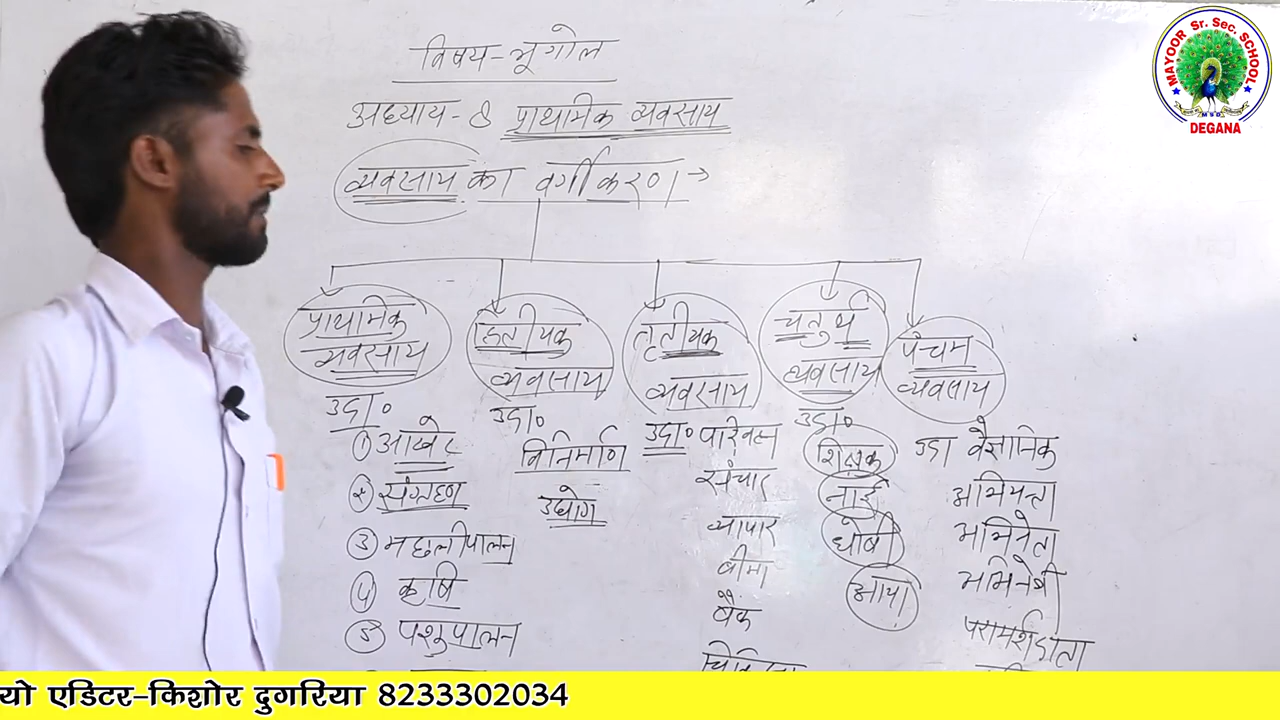 विषय-भूगोल
अध्याय-8 प्राथमिक व्यवसाय
व्यवसाय का वर्गीकरण→
प्राथमिक
व्यवसाय
उदा०
① आखेट
② संग्रहण
③ मछलीपालन
④ कृषि
⑤ पशुपालन
द्वितीयक
व्यवसाय
उदा०
विनिर्माण
उद्योग
तृतीयक
व्यवसाय
उदा० परिवहन
संचार
व्यापार
बीमा
बैंक
चतुर्थ
व्यवसाय
उदा०
शिक्षक
नाई
धोबी
आया
पंचम
व्यवसाय
उदा वैज्ञानिक
अभियन्ता
अभिनेता
अभिनेत्री
परामर्शदाता
MAYOOR Sr. Sec. SCHOOL
MSD
DEGANA
यो एडिटर-किशोर दुगरिया 8233302034